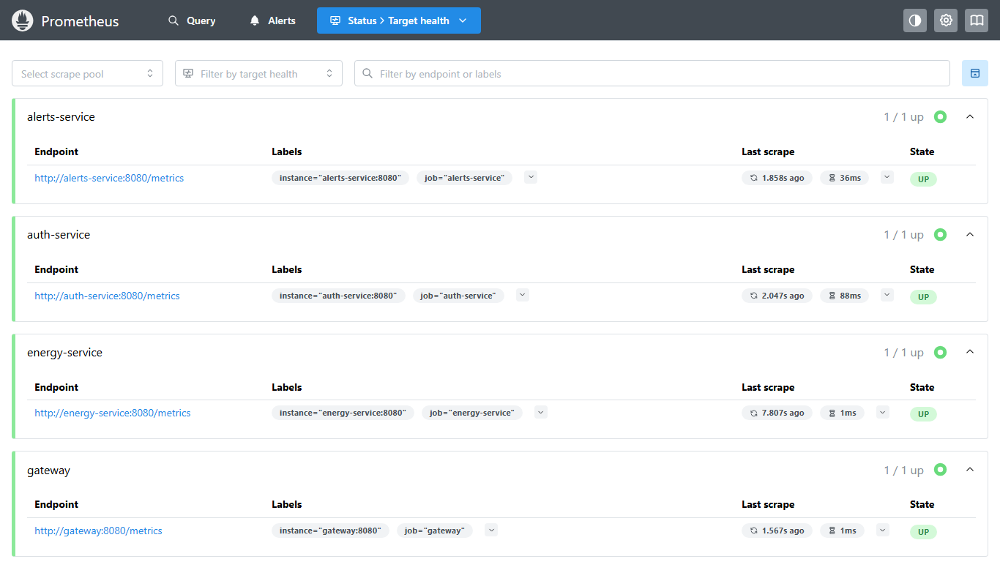 Prometheus Query Alerts Status > Target health
Select scrape pool Filter by target health Filter by endpoint or labels
alerts-service 1 / 1 up
Endpoint Labels Last scrape State
http://alerts-service:8080/metrics instance="alerts-service:8080" job="alerts-service" 1.858s ago 36ms UP
auth-service 1 / 1 up
Endpoint Labels Last scrape State
http://auth-service:8080/metrics instance="auth-service:8080" job="auth-service" 2.047s ago 88ms UP
energy-service 1 / 1 up
Endpoint Labels Last scrape State
http://energy-service:8080/metrics instance="energy-service:8080" job="energy-service" 7.807s ago 1ms UP
gateway 1 / 1 up
Endpoint Labels Last scrape State
http://gateway:8080/metrics instance="gateway:8080" job="gateway" 1.567s ago 1ms UP